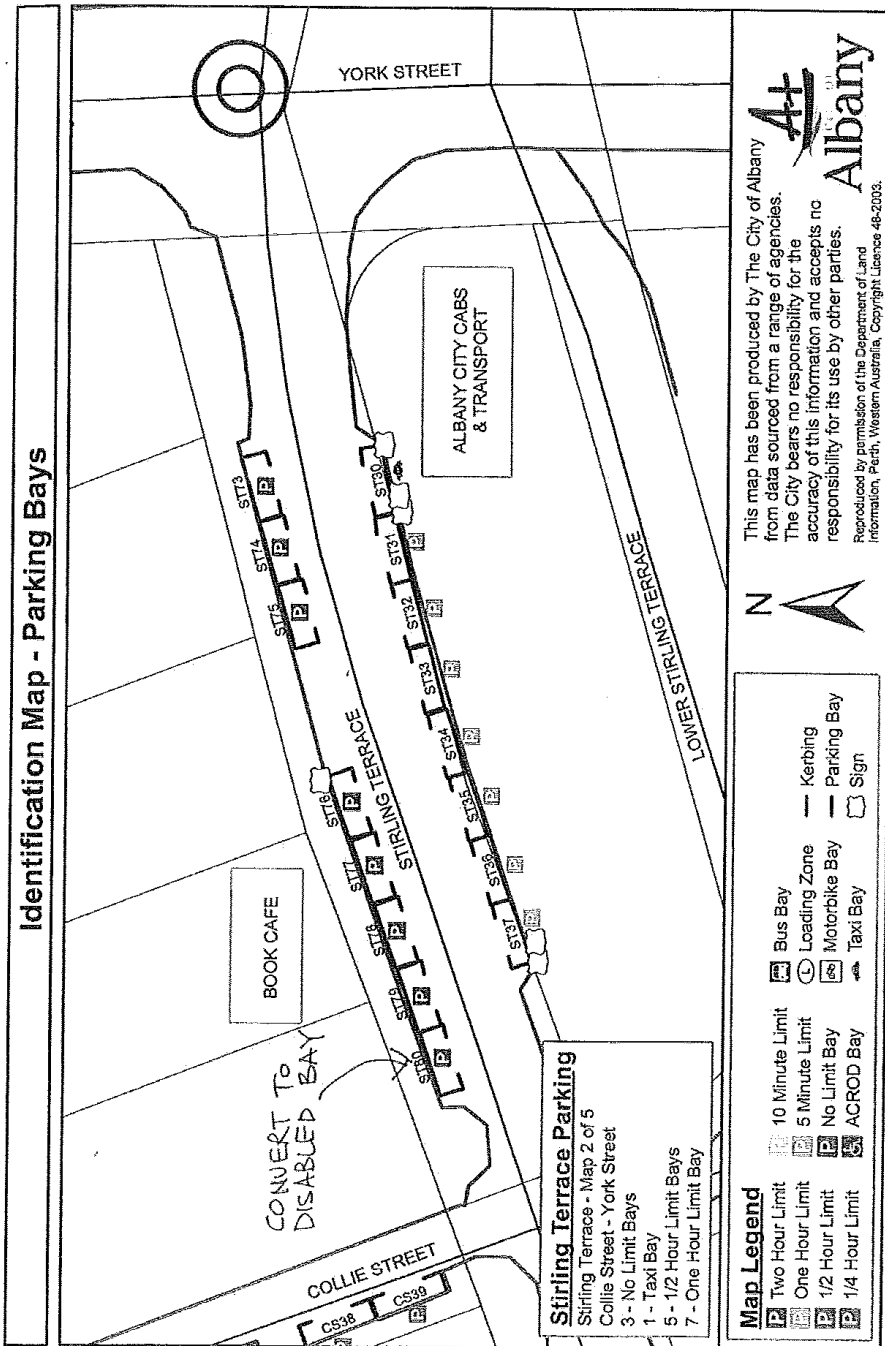 Identification Map - Parking Bays
YORK STREET
ALBANY CITY CABS
& TRANSPORT
BOOK CAFE
CONVERT TO
DISABLED BAY
COLLIE STREET
STIRLING TERRACE
LOWER STIRLING TERRACE
ST73
ST74
ST75
ST76
ST77
ST78
ST79
ST80
P
P
P
P
P
P
P
P
ST30
ST31
ST32
ST33
ST34
ST35
ST36
ST37
P
P
P
P
P
P
P
CS38
CS39
P
Stirling Terrace Parking
Stirling Terrace - Map 2 of 5
Collie Street - York Street
3 - No Limit Bays
1 - Taxi Bay
5 - 1/2 Hour Limit Bays
7 - One Hour Limit Bay
Map Legend
P Two Hour Limit
P One Hour Limit
P 1/2 Hour Limit
P 1/4 Hour Limit
P 10 Minute Limit
P 5 Minute Limit
P No Limit Bay
ACROD Bay
Bus Bay
L Loading Zone
Motorbike Bay
Taxi Bay
Kerbing
Parking Bay
Sign
N
This map has been produced by The City of Albany
from data sourced from a range of agencies.
The City bears no responsibility for the
accuracy of this information and accepts no
responsibility for its use by other parties.
Reproduced by permission of the Department of Land
Information, Perth, Western Australia, Copyright Licence 48-2003.
A+
Albany